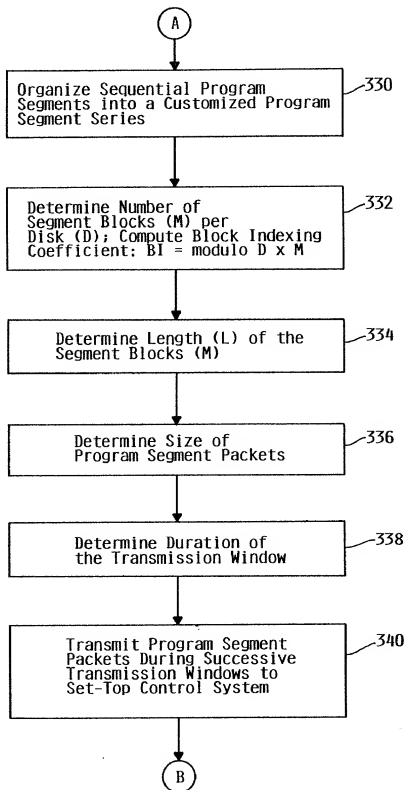 A
Organize Sequential Program
Segments into a Customized Program
Segment Series
330
Determine Number of
Segment Blocks (M) per
Disk (D); Compute Block Indexing
Coefficient: BI = modulo D x M
332
Determine Length (L) of the
Segment Blocks (M)
334
Determine Size of
Program Segment Packets
336
Determine Duration of
the Transmission Window
338
Transmit Program Segment
Packets During Successive
Transmission Windows to
Set-Top Control System
340
B